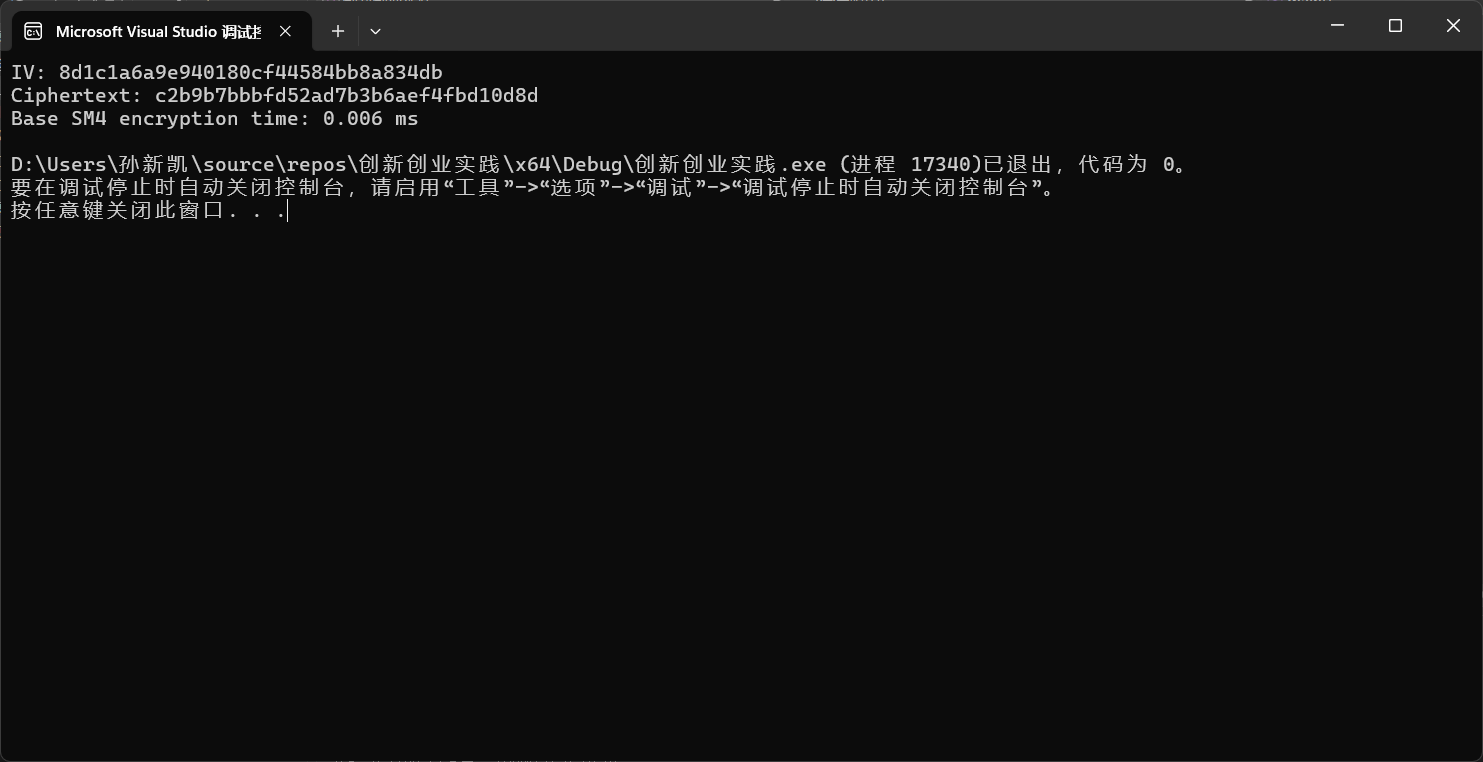 Microsoft Visual Studio 调试
IV: 8d1c1a6a9e940180cf44584bb8a834db
Ciphertext: c2b9b7bbbfd52ad7b3b6aef4fbd10d8d
Base SM4 encryption time: 0.006 ms
D:\Users\孙新凯\source\repos\创新创业实践\x64\Debug\创新创业实践.exe (进程 17340)已退出，代码为 0。
要在调试停止时自动关闭控制台，请启用“工具”->“选项”->“调试”->“调试停止时自动关闭控制台”。
按任意键关闭此窗口. . .